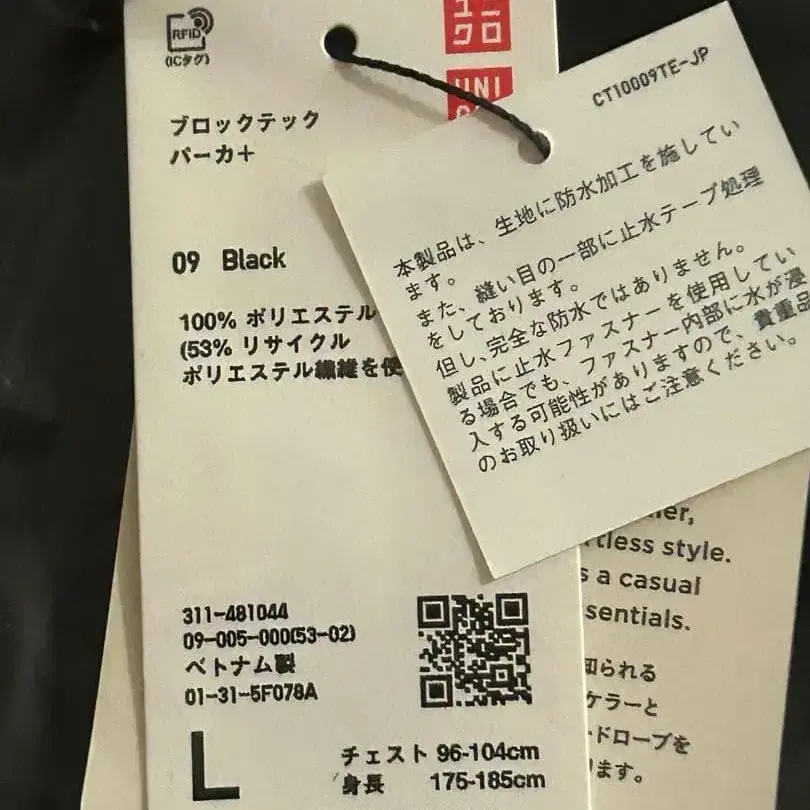 RFID
(ICタグ)
ユニ
クロ
UNI
ブロックテック
パーカ+
09 Black
100% ポリエステル
(53% リサイクル
ポリエステル繊維を使
CT10009TE-JP
本製品は、生地に防水加工を施してい
ます。
また、縫い目の一部に止水テープ処理
をしております。
但し、完全な防水ではありません。
製品に止水ファスナーを使用してい
る場合でも、ファスナー内部に水が浸
入する可能性がありますので、貴重品
のお取り扱いにはご注意ください。
style.
s a casual
sentials.
知られる
ケラーと
ードローブを
ります。
311-481044
09-005-000(53-02)
ベトナム製
01-31-5F078A
L
チェスト 96-104cm
身長 175-185cm